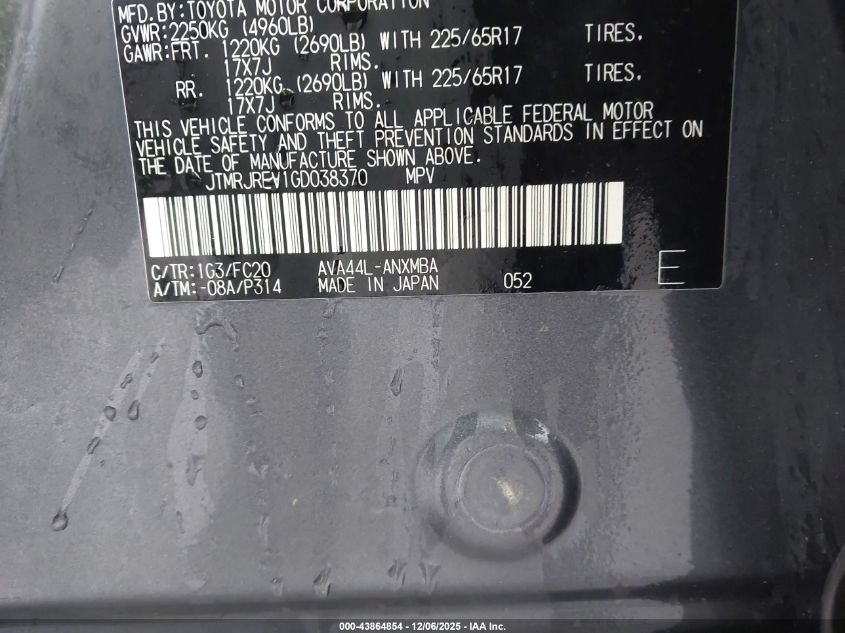 MFD.BY:TOYOTA MOTOR CORPORATION
GVWR:2250KG (4960LB)
GAWR:FRT. 1220KG (2690LB) WITH 225/65R17 TIRES.
17X7J RIMS.
RR. 1220KG (2690LB) WITH 225/65R17 TIRES.
17X7J RIMS.
THIS VEHICLE CONFORMS TO ALL APPLICABLE FEDERAL MOTOR
VEHICLE SAFETY AND THEFT PREVENTION STANDARDS IN EFFECT ON
THE DATE OF MANUFACTURE SHOWN ABOVE.
JTMRJREV1GD038370 MPV
C/TR:1G3/FC20 AVA44L-ANXMBA
A/TM:-08A/P314 MADE IN JAPAN 052 E
000-43864854 - 12/06/2025 - IAA Inc.